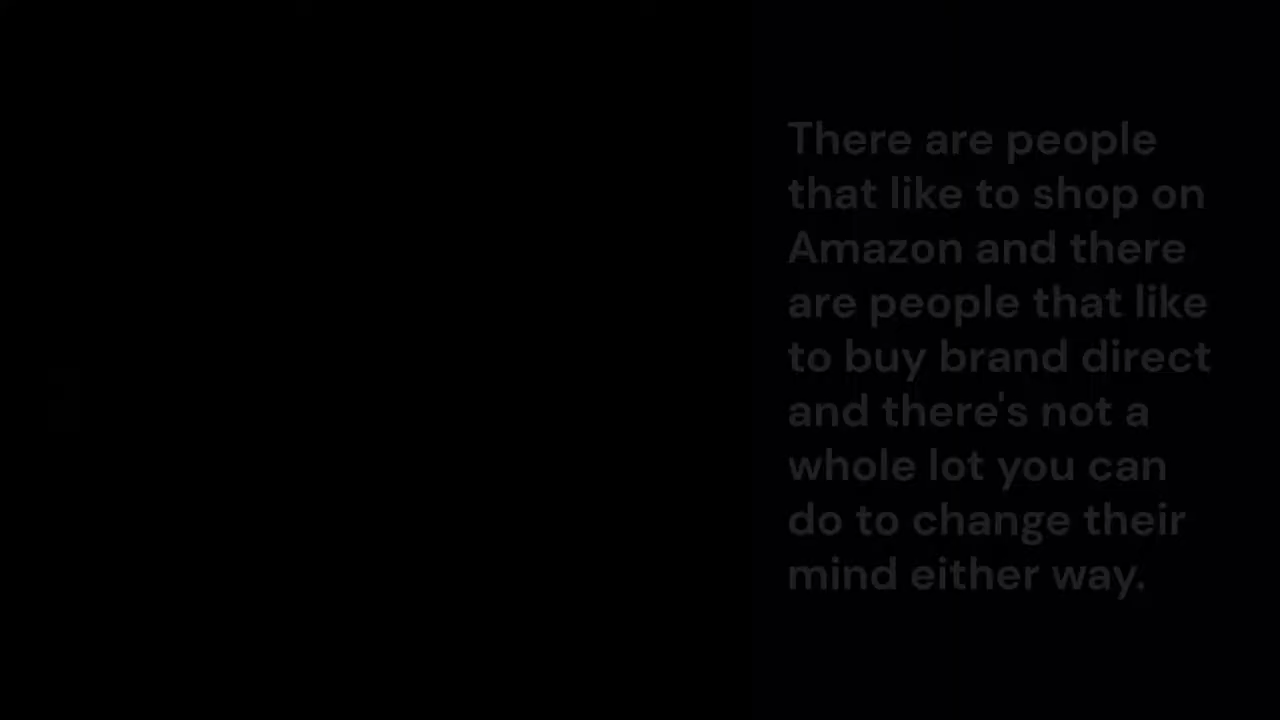 There are people
that like to shop on
Amazon and there
are people that like
to buy brand direct
and there's not a
whole lot you can
do to change their
mind either way.